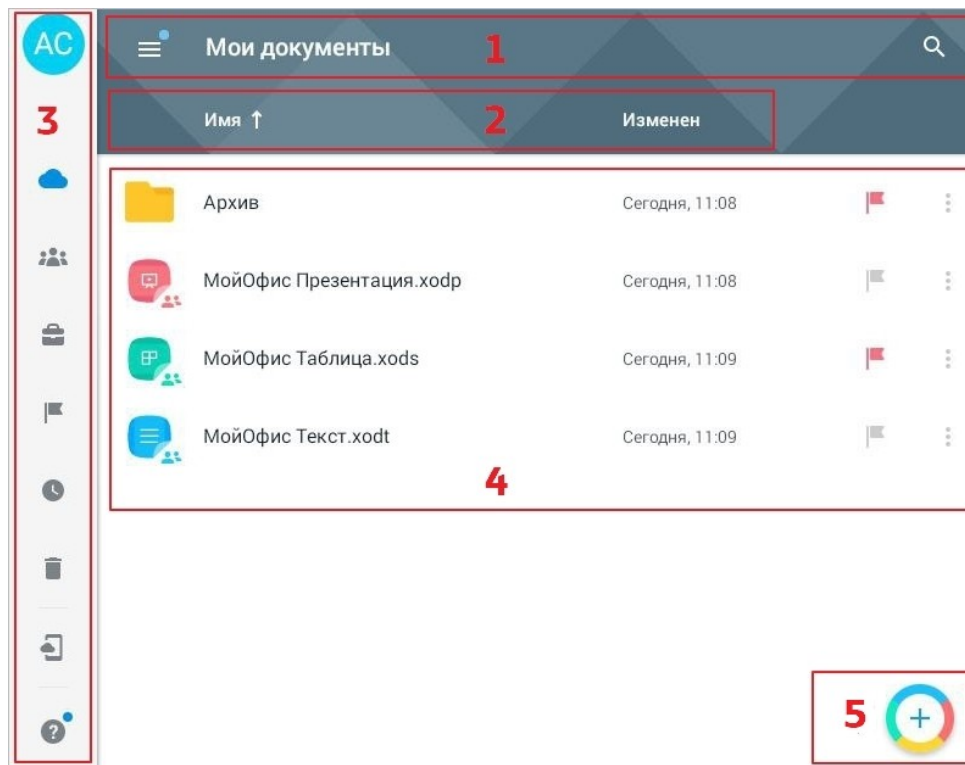 AC
Мои документы
1
3
Имя ↑
2
Изменен
Архив
Сегодня, 11:08
МойОфис Презентация.xodp
Сегодня, 11:08
МойОфис Таблица.xods
Сегодня, 11:09
МойОфис Текст.xodt
Сегодня, 11:09
4
5
+
?